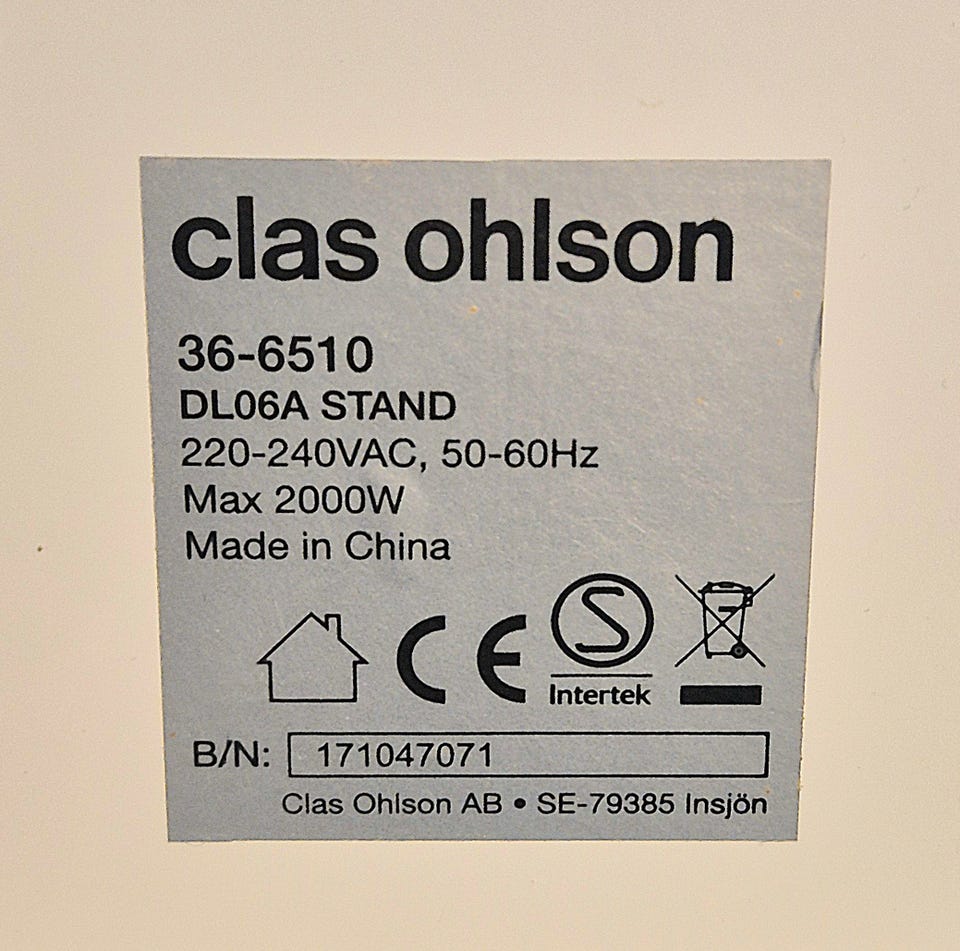 clas ohlson
36-6510
DL06A STAND
220-240VAC, 50-60Hz
Max 2000W
Made in China
CE
S
Intertek
B/N: 171047071
Clas Ohlson AB • SE-79385 Insjön